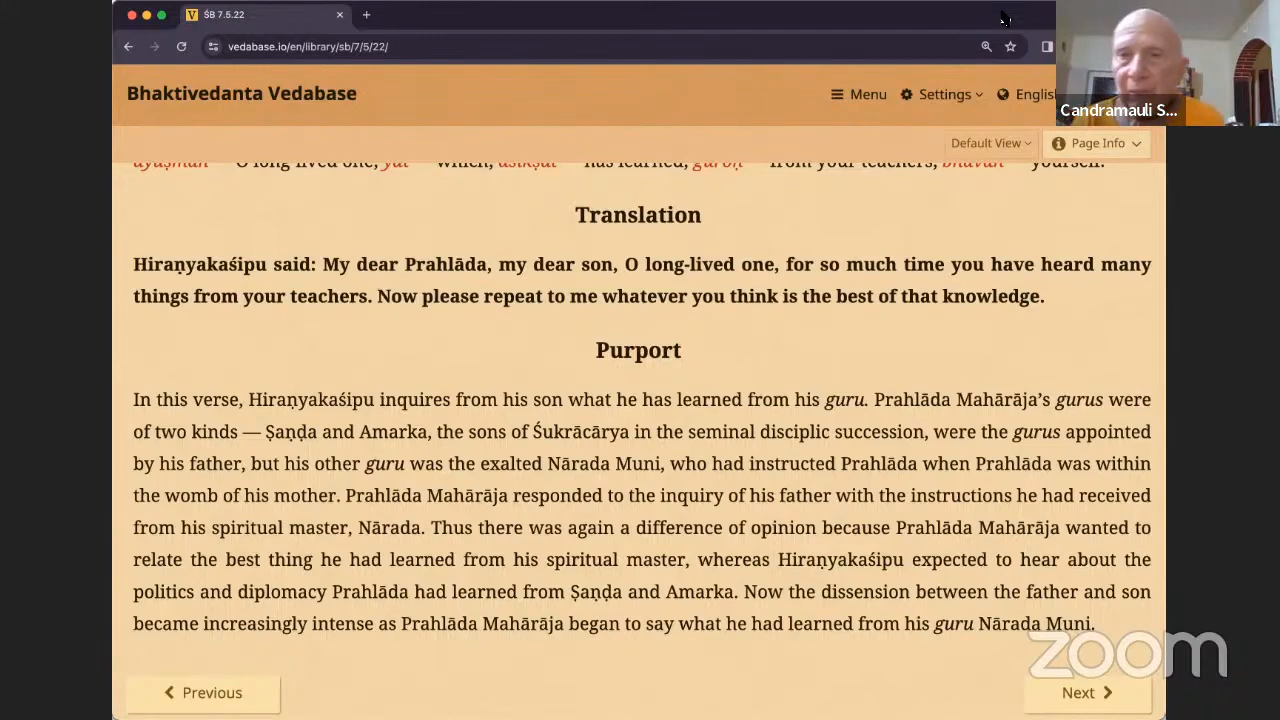 ŚB 7.5.22
vedabase.io/en/library/sb/7/5/22/
Bhaktivedanta Vedabase
Menu Settings English
Candramauli S...
Default View Page Info
āyuṣman — O long-lived one; yat — which; aśikṣat — has learned; guroḥ — from your teachers; bhavān — yourself.
Translation
Hiraṇyakaśipu said: My dear Prahlāda, my dear son, O long-lived one, for so much time you have heard many
things from your teachers. Now please repeat to me whatever you think is the best of that knowledge.
Purport
In this verse, Hiraṇyakaśipu inquires from his son what he has learned from his guru. Prahlāda Mahārāja’s gurus were
of two kinds — Ṣaṇḍa and Amarka, the sons of Śukrācārya in the seminal disciplic succession, were the gurus appointed
by his father, but his other guru was the exalted Nārada Muni, who had instructed Prahlāda when Prahlāda was within
the womb of his mother. Prahlāda Mahārāja responded to the inquiry of his father with the instructions he had received
from his spiritual master, Nārada. Thus there was again a difference of opinion because Prahlāda Mahārāja wanted to
relate the best thing he had learned from his spiritual master, whereas Hiraṇyakaśipu expected to hear about the
politics and diplomacy Prahlāda had learned from Ṣaṇḍa and Amarka. Now the dissension between the father and son
became increasingly intense as Prahlāda Mahārāja began to say what he had learned from his guru Nārada Muni.
zoom
Previous Next